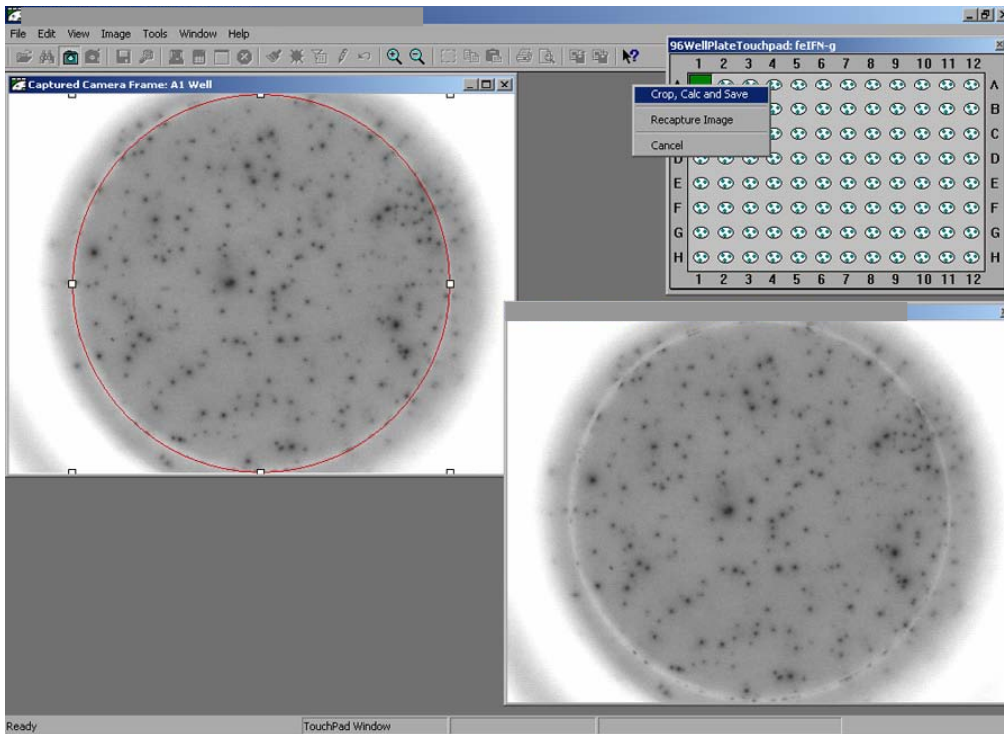 File Edit View Image Tools Window Help
96WellPlateTouchpad: feIFN-g
1 2 3 4 5 6 7 8 9 10 11 12
Captured Camera Frame: A1 Well
A
Crop, Calc and Save
B
Recapture Image
C
Cancel
D D
E E
F F
G G
H H
1 2 3 4 5 6 7 8 9 10 11 12
Ready TouchPad Window